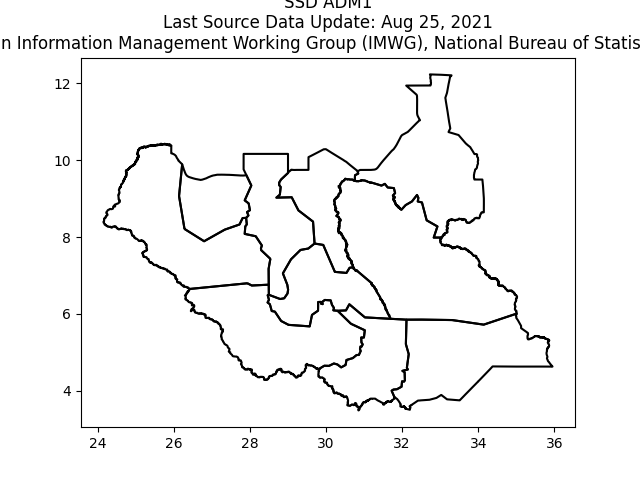 SSD ADM1
Last Source Data Update: Aug 25, 2021
n Information Management Working Group (IMWG), National Bureau of Statis
12
10
8
6
4
24 26 28 30 32 34 36